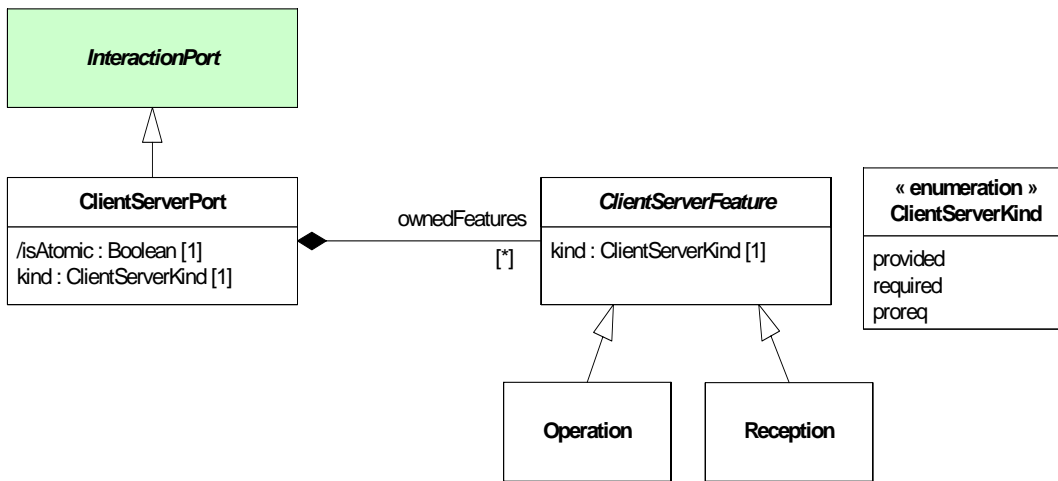 InteractionPort
ClientServerPort
/isAtomic : Boolean [1]
kind : ClientServerKind [1]
ownedFeatures
[*]
ClientServerFeature
kind : ClientServerKind [1]
« enumeration »
ClientServerKind
provided
required
proreq
Operation
Reception